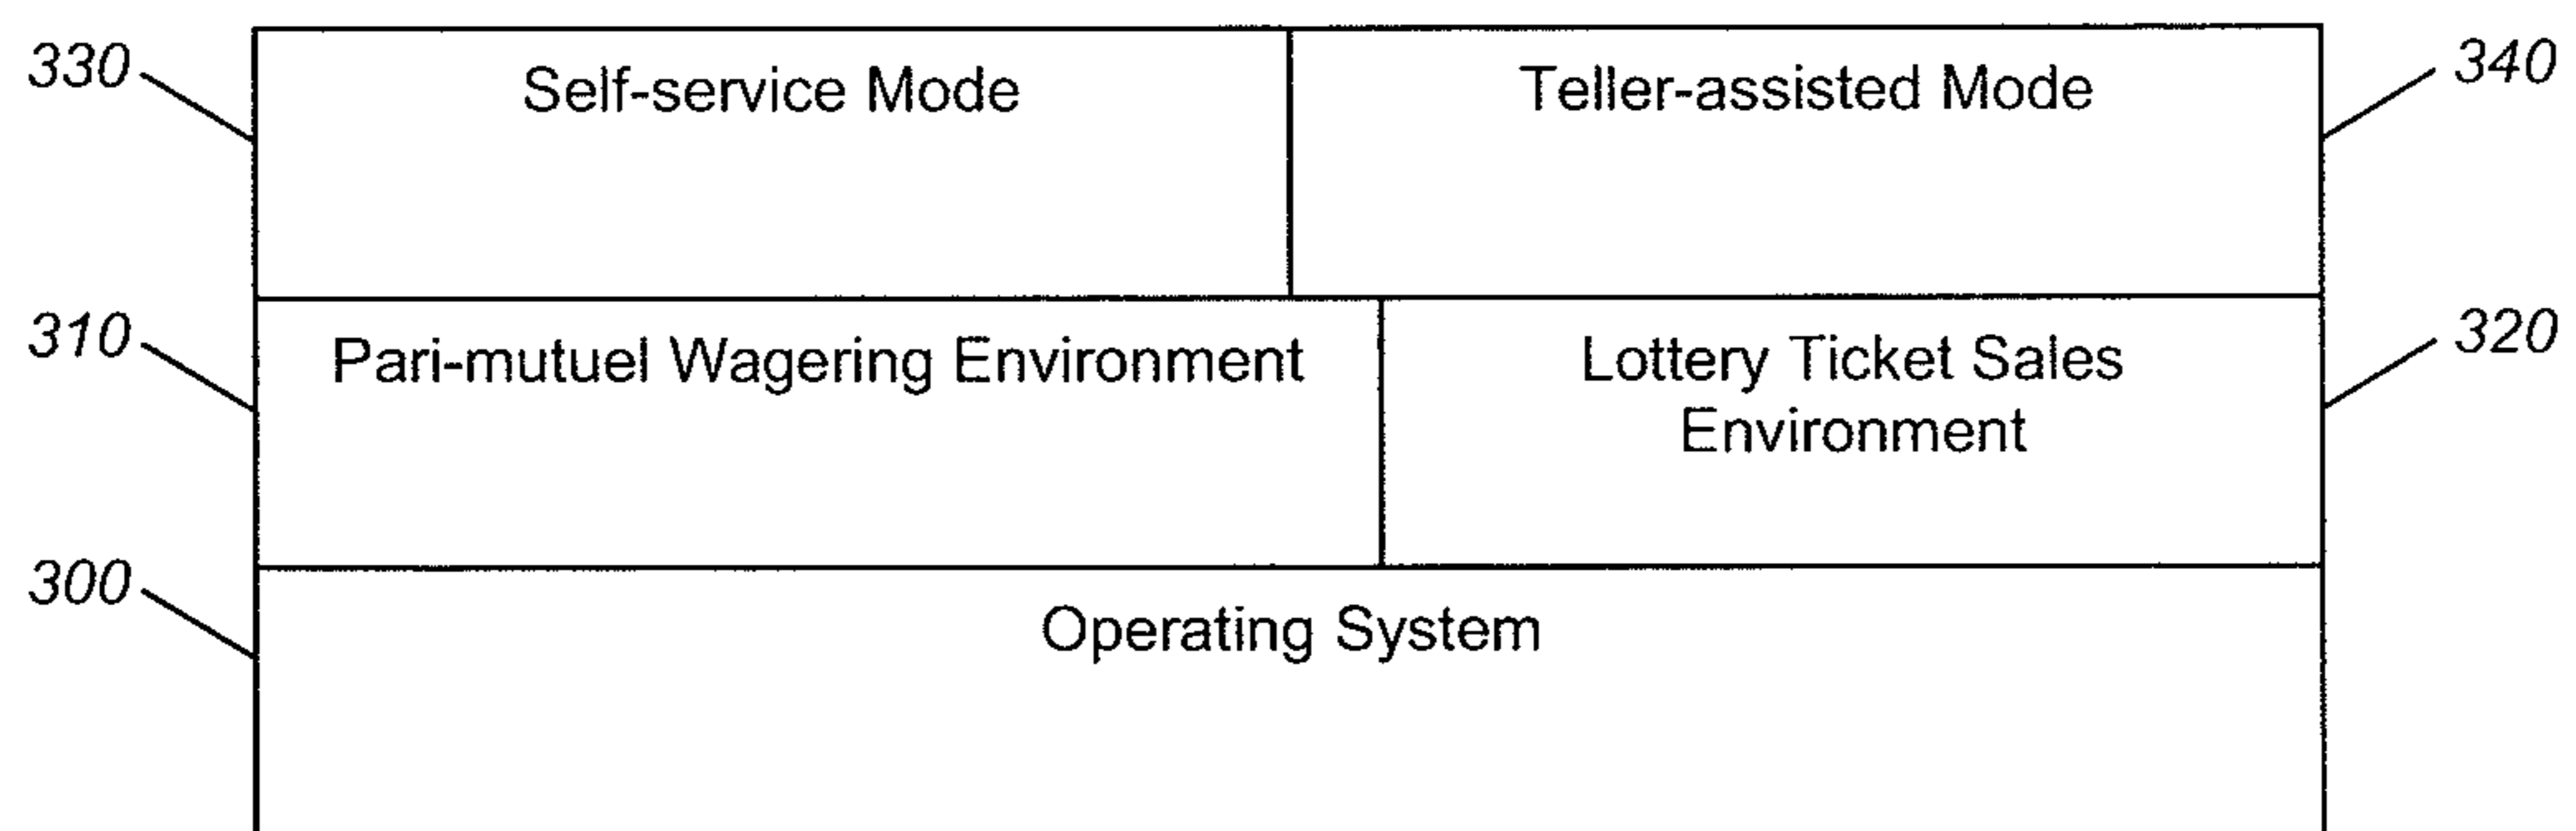 330
Self-service Mode
Teller-assisted Mode
340
310
Pari-mutuel Wagering Environment
Lottery Ticket Sales
Environment
320
300
Operating System